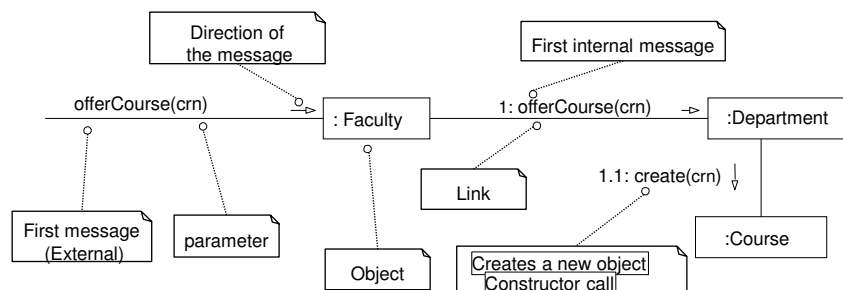 Direction of
the message
First internal message
offerCourse(crn)
: Faculty
1: offerCourse(crn)
:Department
Link
1.1: create(crn)
First message
(External)
parameter
:Course
Object
Creates a new object
Constructor call